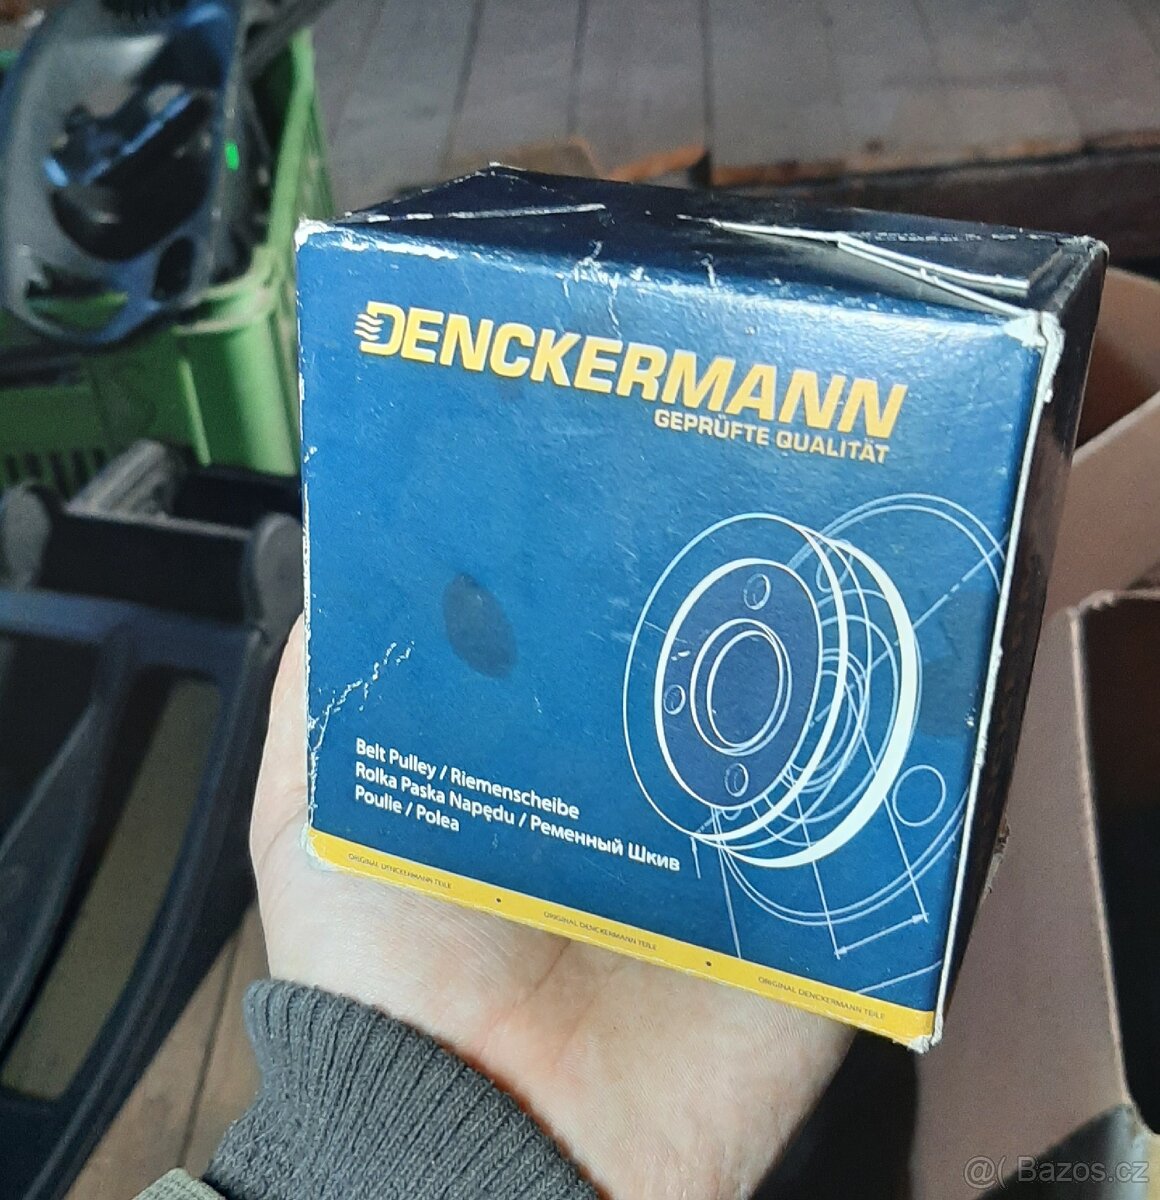 DENCKERMANN
GEPRÜFTE QUALITÄT
Belt Pulley / Riemenscheibe
Rolka Paska Napędu / Ременный Шкив
Poulie / Polea
ORIGINAL DENCKERMANN TEILE • ORIGINAL DENCKERMANN TEILE • ORIGINAL DENCKERMANN TEILE
@( Bazos.cz